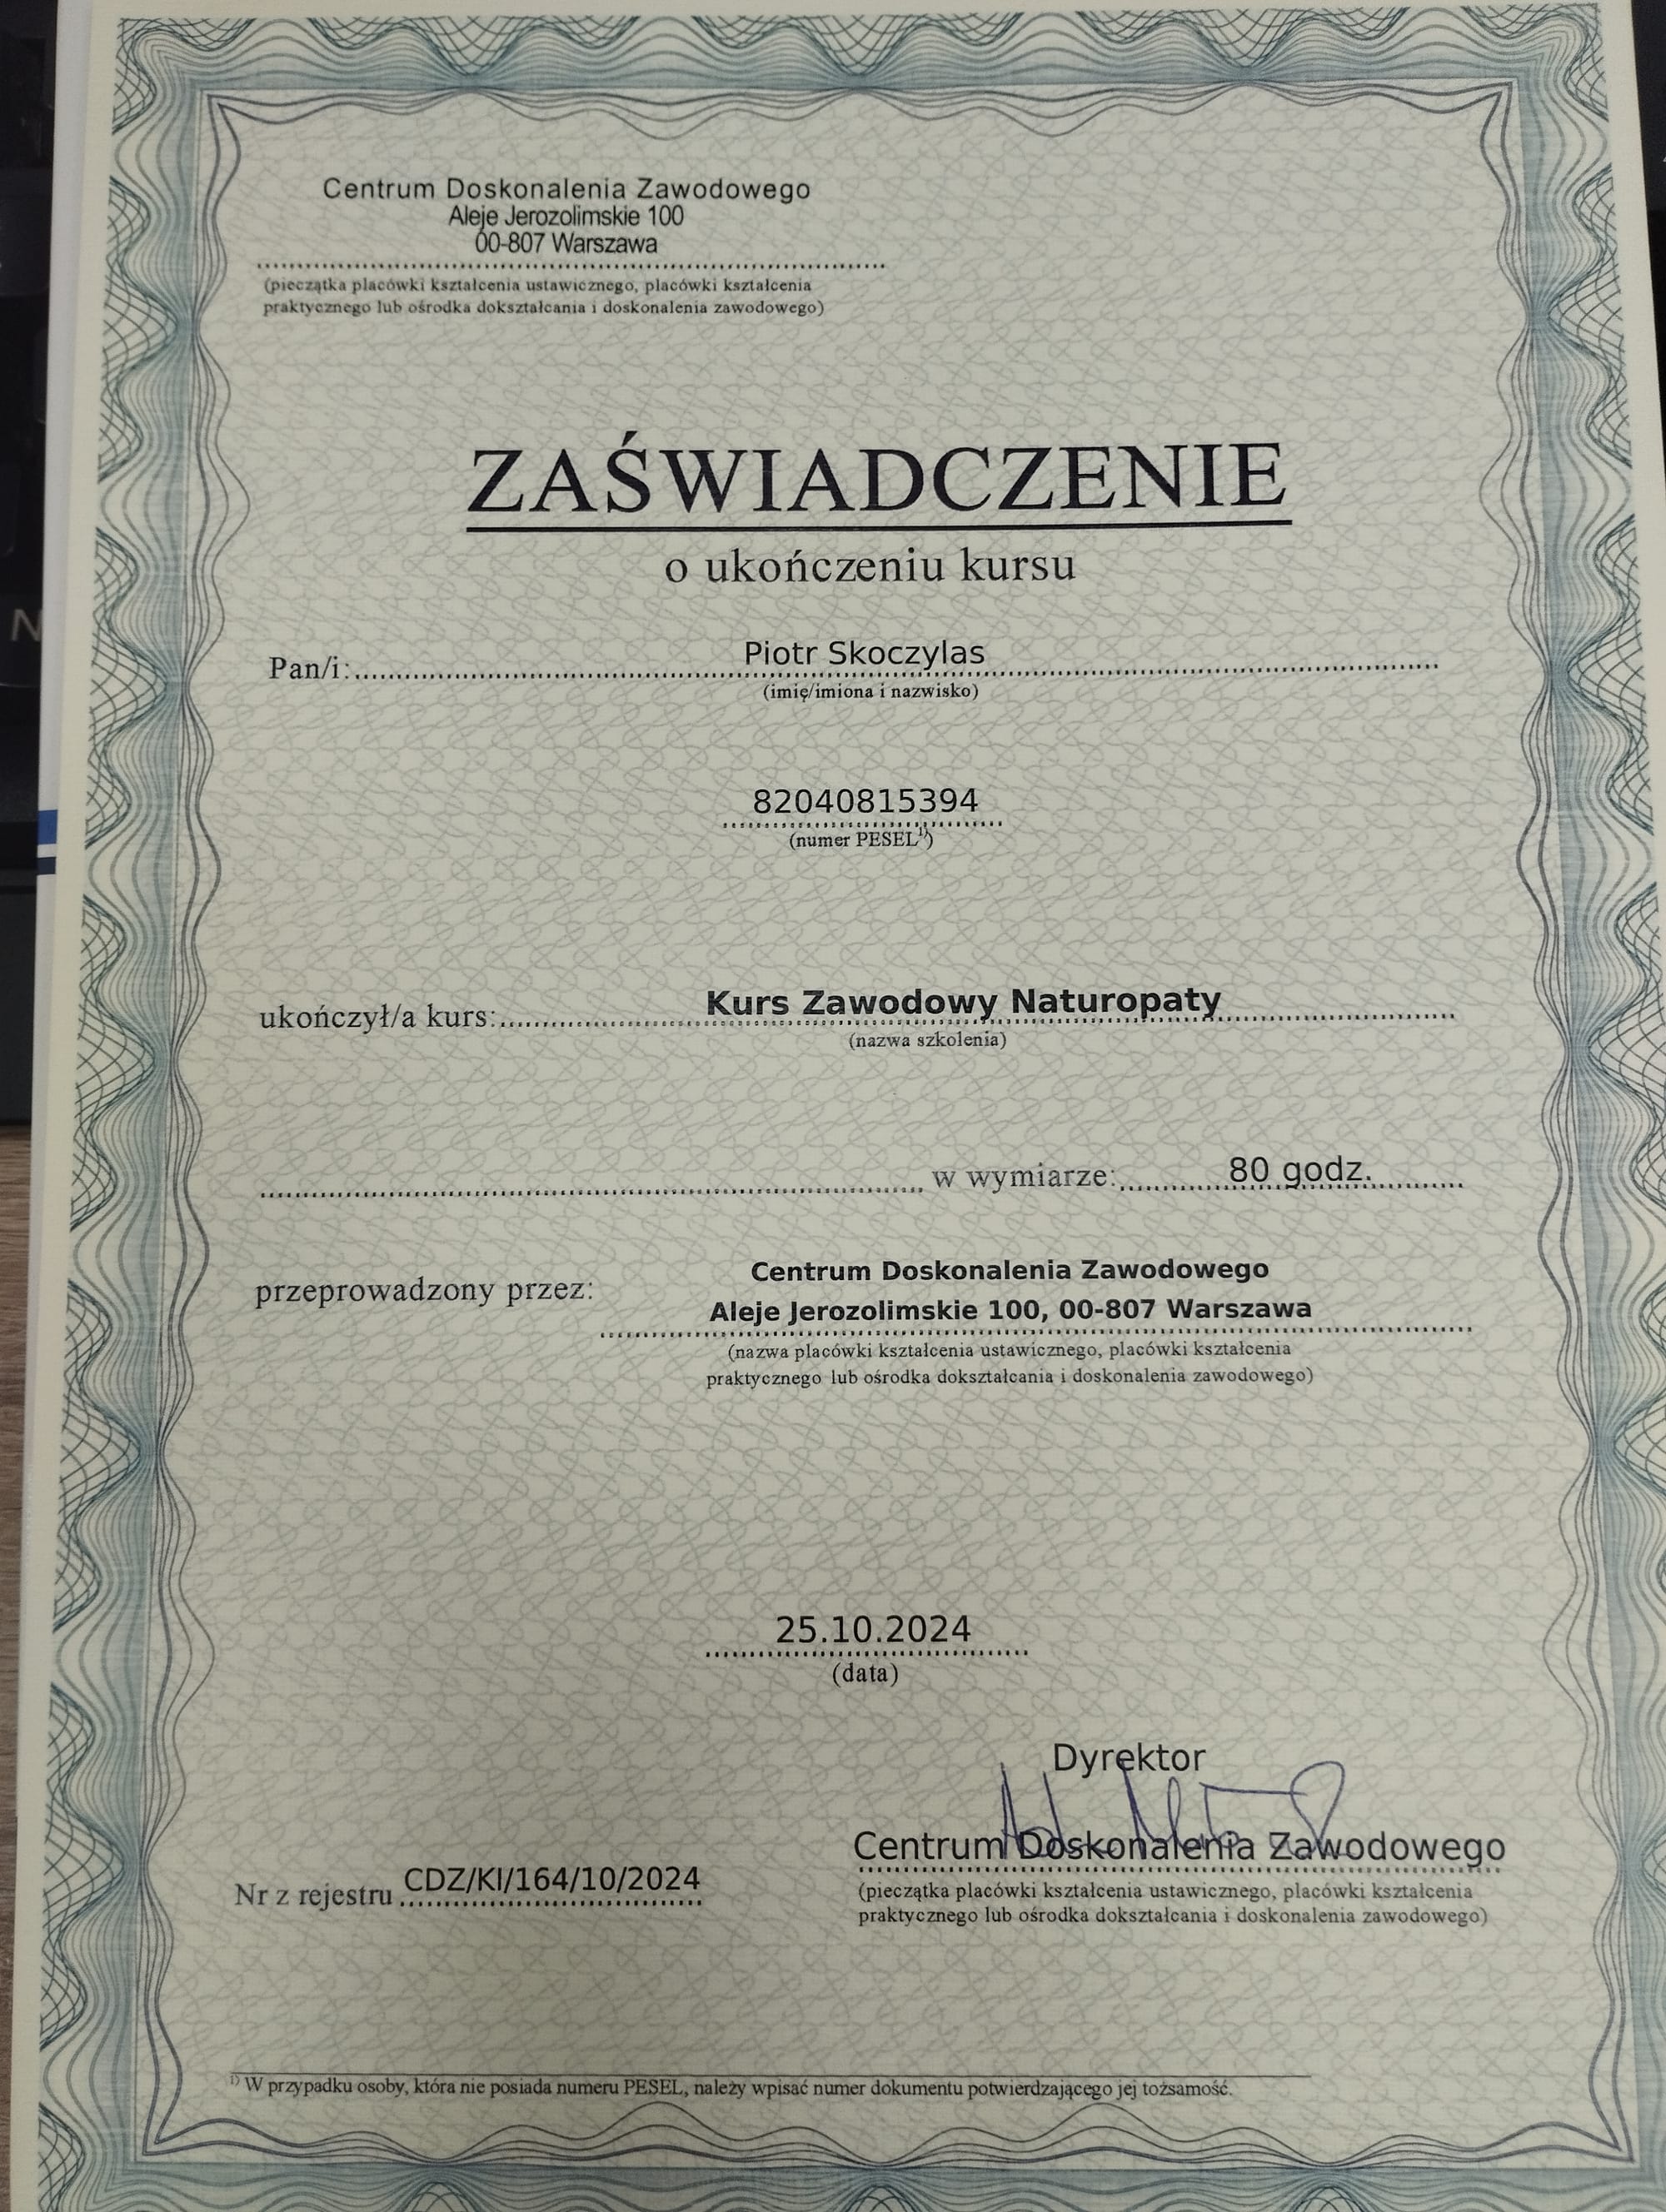 Centrum Doskonalenia Zawodowego
Aleje Jerozolimskie 100
00-807 Warszawa
(pieczątka placówki kształcenia ustawicznego, placówki kształcenia
praktycznego lub ośrodka dokształcania i doskonalenia zawodowego)
ZAŚWIADCZENIE
o ukończeniu kursu
Pan/i: Piotr Skoczylas
(imię/imiona i nazwisko)
82040815394
(numer PESEL¹⁾)
ukończył/a kurs: Kurs Zawodowy Naturopaty
(nazwa szkolenia)
w wymiarze: 80 godz.
przeprowadzony przez:
Centrum Doskonalenia Zawodowego
Aleje Jerozolimskie 100, 00-807 Warszawa
(nazwa placówki kształcenia ustawicznego, placówki kształcenia
praktycznego lub ośrodka dokształcania i doskonalenia zawodowego)
25.10.2024
(data)
Dyrektor
Centrum Doskonalenia Zawodowego
Nr z rejestru CDZ/KI/164/10/2024
(pieczątka placówki kształcenia ustawicznego, placówki kształcenia
praktycznego lub ośrodka dokształcania i doskonalenia zawodowego)
¹⁾ W przypadku osoby, która nie posiada numeru PESEL, należy wpisać numer dokumentu potwierdzającego jej tożsamość.